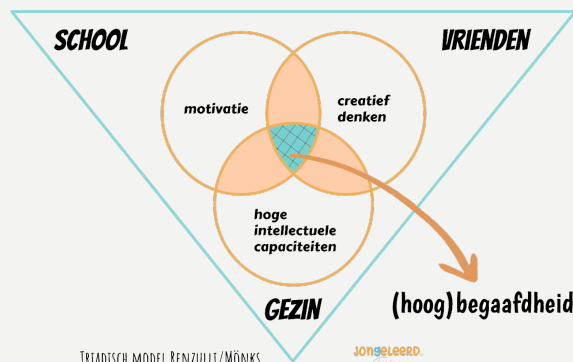 SCHOOL
VRIENDEN
motivatie
creatief
denken
hoge
intellectuele
capaciteiten
GEZIN
(hoog)begaafdheid
TRIADISCH MODEL RENZULLI/MÖNKS
JONGELEERD.